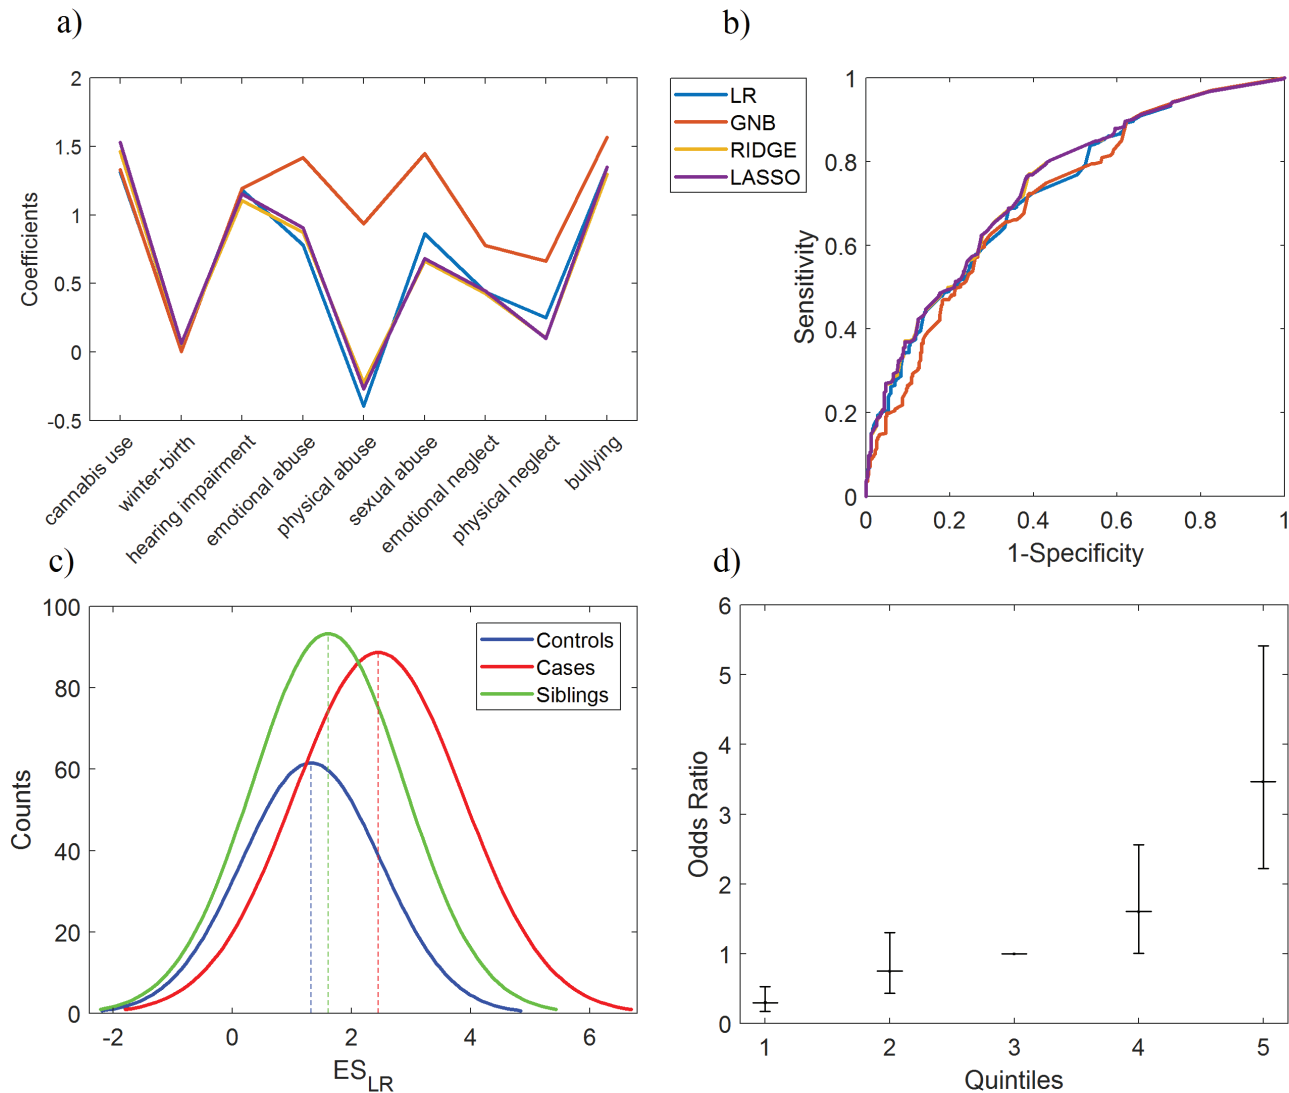 a)
2
1.5
1
0.5
0
-0.5
Coefficients
cannabis use
winter-birth
hearing impairment
emotional abuse
physical abuse
sexual abuse
emotional neglect
physical neglect
bullying
LR
GNB
RIDGE
LASSO
b)
1
0.8
0.6
0.4
0.2
0
Sensitivity
0 0.2 0.4 0.6 0.8 1
1-Specificity
c)
100
80
60
40
20
0
Counts
Controls
Cases
Siblings
-2 0 2 4 6
ES_LR
d)
6
5
4
3
2
1
0
Odds Ratio
1 2 3 4 5
Quintiles